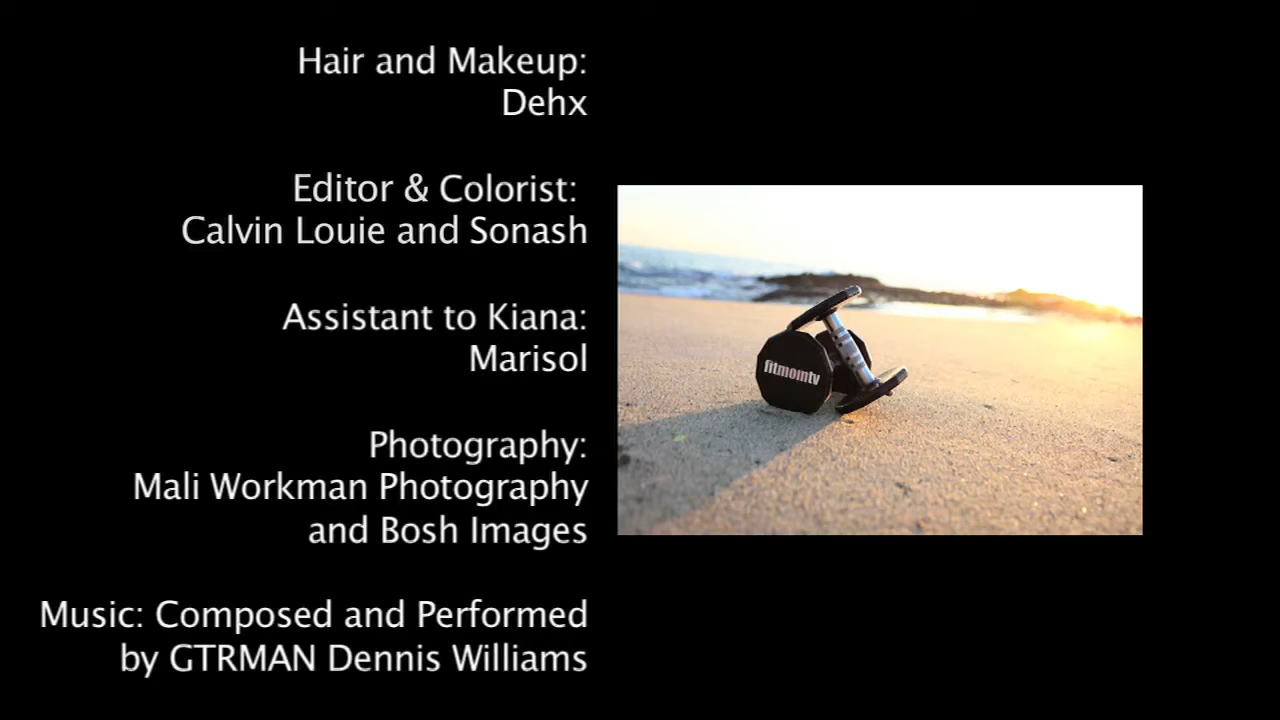 Hair and Makeup:
Dehx
Editor & Colorist:
Calvin Louie and Sonash
Assistant to Kiana:
Marisol
Photography:
Mali Workman Photography
and Bosh Images
Music: Composed and Performed
by GTRMAN Dennis Williams
fitmomtv